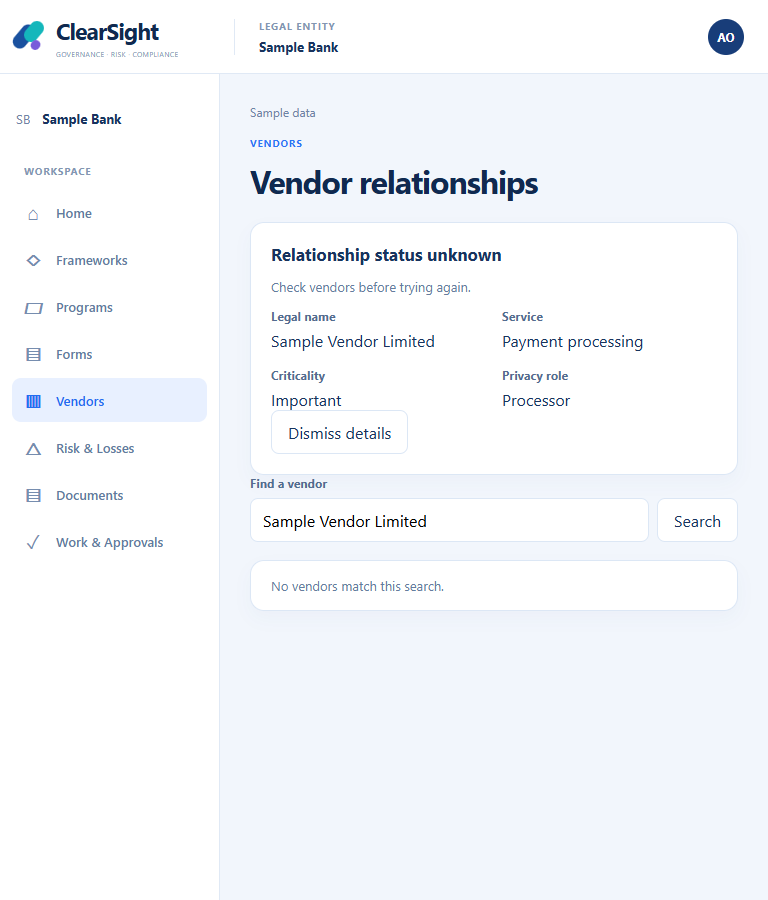 ClearSight
GOVERNANCE · RISK · COMPLIANCE
LEGAL ENTITY
Sample Bank
AO
SB Sample Bank
WORKSPACE
Home
Frameworks
Programs
Forms
Vendors
Risk & Losses
Documents
Work & Approvals
Sample data
VENDORS
Vendor relationships
Relationship status unknown
Check vendors before trying again.
Legal name
Sample Vendor Limited
Service
Payment processing
Criticality
Important
Privacy role
Processor
Dismiss details
Find a vendor
Sample Vendor Limited
Search
No vendors match this search.